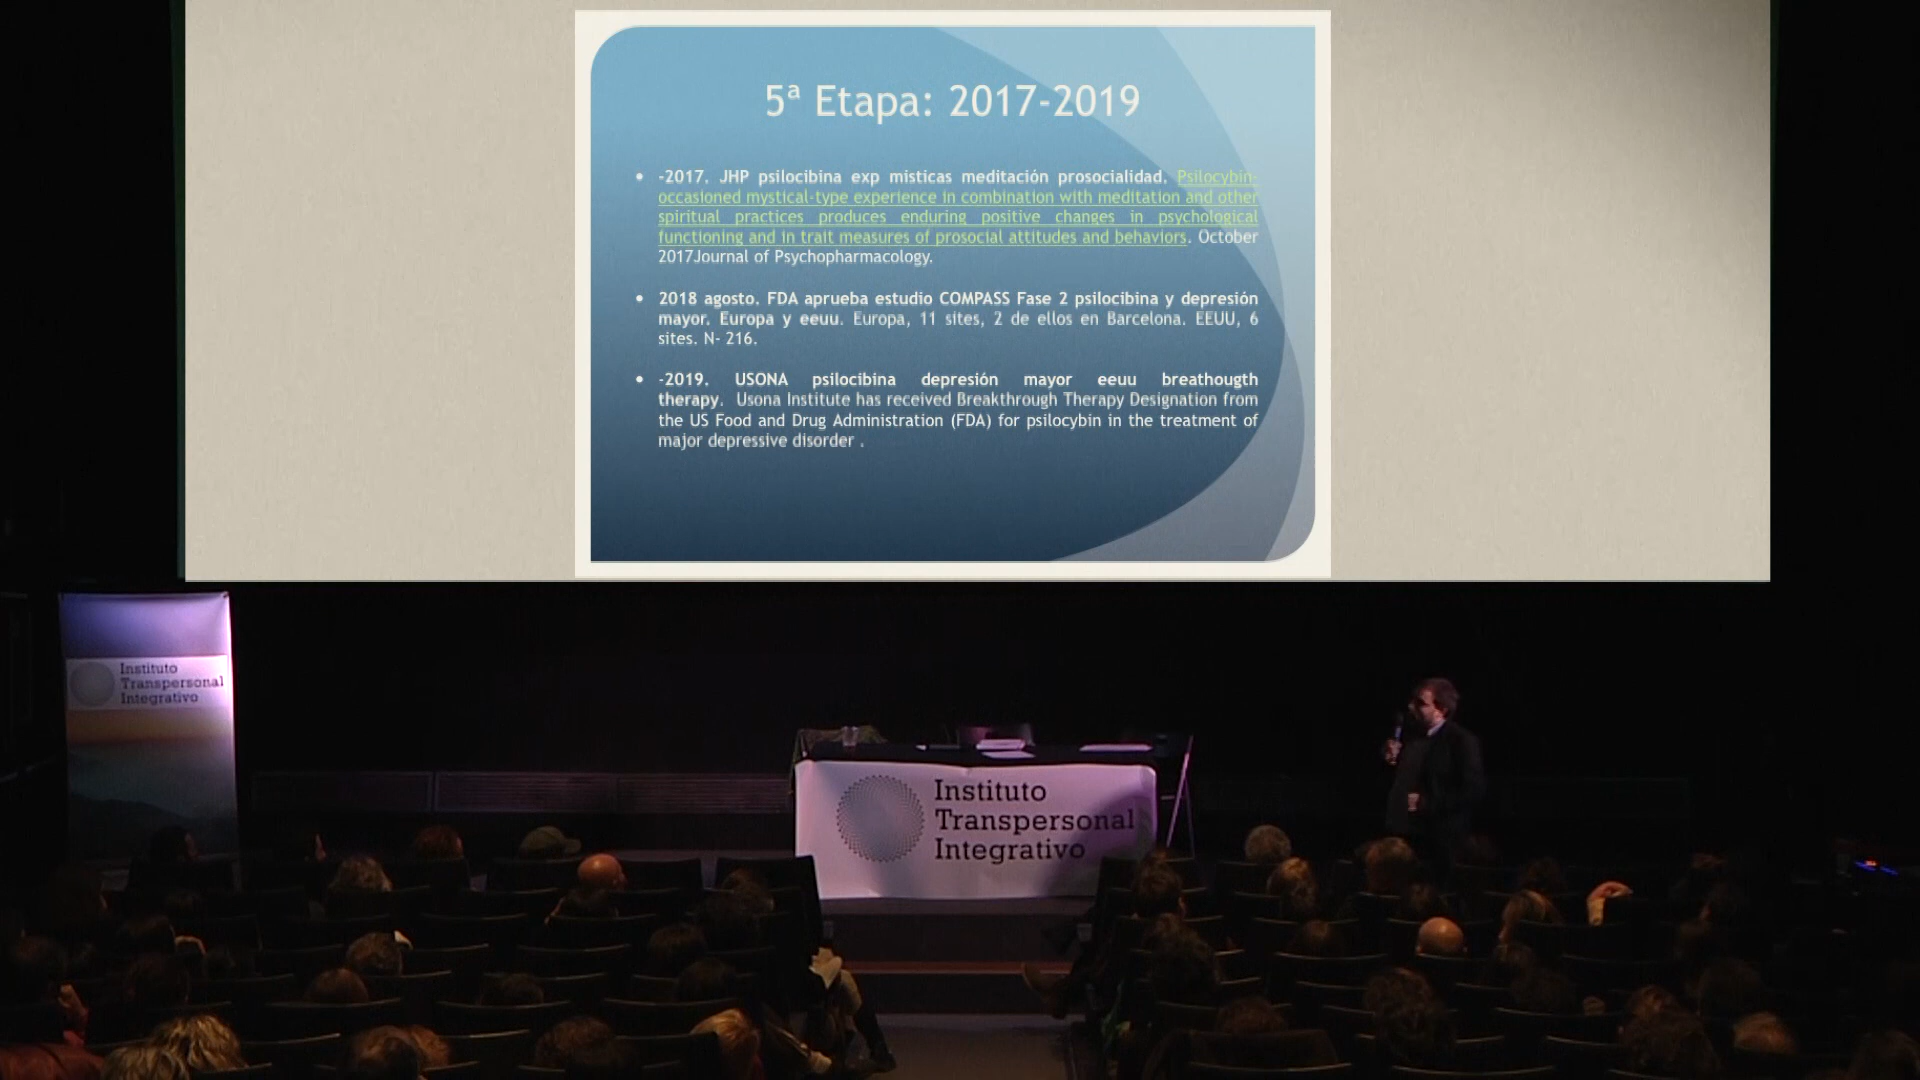 5ª Etapa: 2017-2019
-2017. JHP psilocibina exp misticas meditación prosocialidad. Psilocybin-
occasioned mystical-type experience in combination with meditation and other
spiritual practices produces enduring positive changes in psychological
functioning and in trait measures of prosocial attitudes and behaviors. October
2017Journal of Psychopharmacology.
2018 agosto. FDA aprueba estudio COMPASS Fase 2 psilocibina y depresión
mayor. Europa y eeuu. Europa, 11 sites, 2 de ellos en Barcelona. EEUU, 6
sites. N- 216.
-2019. USONA psilocibina depresión mayor eeuu breathougth
therapy. Usona Institute has received Breakthrough Therapy Designation from
the US Food and Drug Administration (FDA) for psilocybin in the treatment of
major depressive disorder .
Instituto
Transpersonal
Integrativo
Instituto
Transpersonal
Integrativo